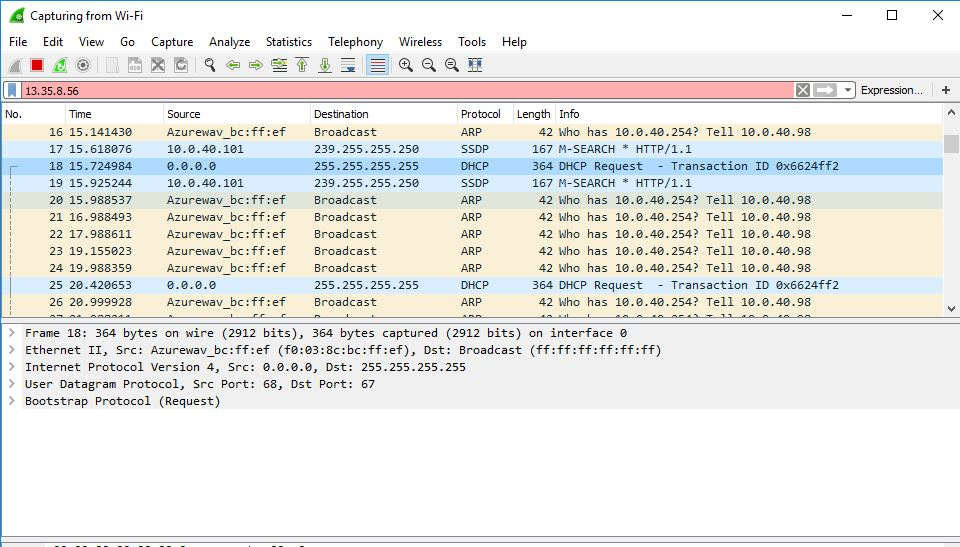 Capturing from Wi-Fi
File Edit View Go Capture Analyze Statistics Telephony Wireless Tools Help
13.35.8.56 Expression... +
No. Time Source Destination Protocol Length Info
16 15.141430 Azurewav_bc:ff:ef Broadcast ARP 42 Who has 10.0.40.254? Tell 10.0.40.98
17 15.618076 10.0.40.101 239.255.255.250 SSDP 167 M-SEARCH * HTTP/1.1
18 15.724984 0.0.0.0 255.255.255.255 DHCP 364 DHCP Request - Transaction ID 0x6624ff2
19 15.925244 10.0.40.101 239.255.255.250 SSDP 167 M-SEARCH * HTTP/1.1
20 15.988537 Azurewav_bc:ff:ef Broadcast ARP 42 Who has 10.0.40.254? Tell 10.0.40.98
21 16.988493 Azurewav_bc:ff:ef Broadcast ARP 42 Who has 10.0.40.254? Tell 10.0.40.98
22 17.988611 Azurewav_bc:ff:ef Broadcast ARP 42 Who has 10.0.40.254? Tell 10.0.40.98
23 19.155023 Azurewav_bc:ff:ef Broadcast ARP 42 Who has 10.0.40.254? Tell 10.0.40.98
24 19.988359 Azurewav_bc:ff:ef Broadcast ARP 42 Who has 10.0.40.254? Tell 10.0.40.98
25 20.420653 0.0.0.0 255.255.255.255 DHCP 364 DHCP Request - Transaction ID 0x6624ff2
26 20.999928 Azurewav_bc:ff:ef Broadcast ARP 42 Who has 10.0.40.254? Tell 10.0.40.98
Frame 18: 364 bytes on wire (2912 bits), 364 bytes captured (2912 bits) on interface 0
Ethernet II, Src: Azurewav_bc:ff:ef (f0:03:8c:bc:ff:ef), Dst: Broadcast (ff:ff:ff:ff:ff:ff)
Internet Protocol Version 4, Src: 0.0.0.0, Dst: 255.255.255.255
User Datagram Protocol, Src Port: 68, Dst Port: 67
Bootstrap Protocol (Request)